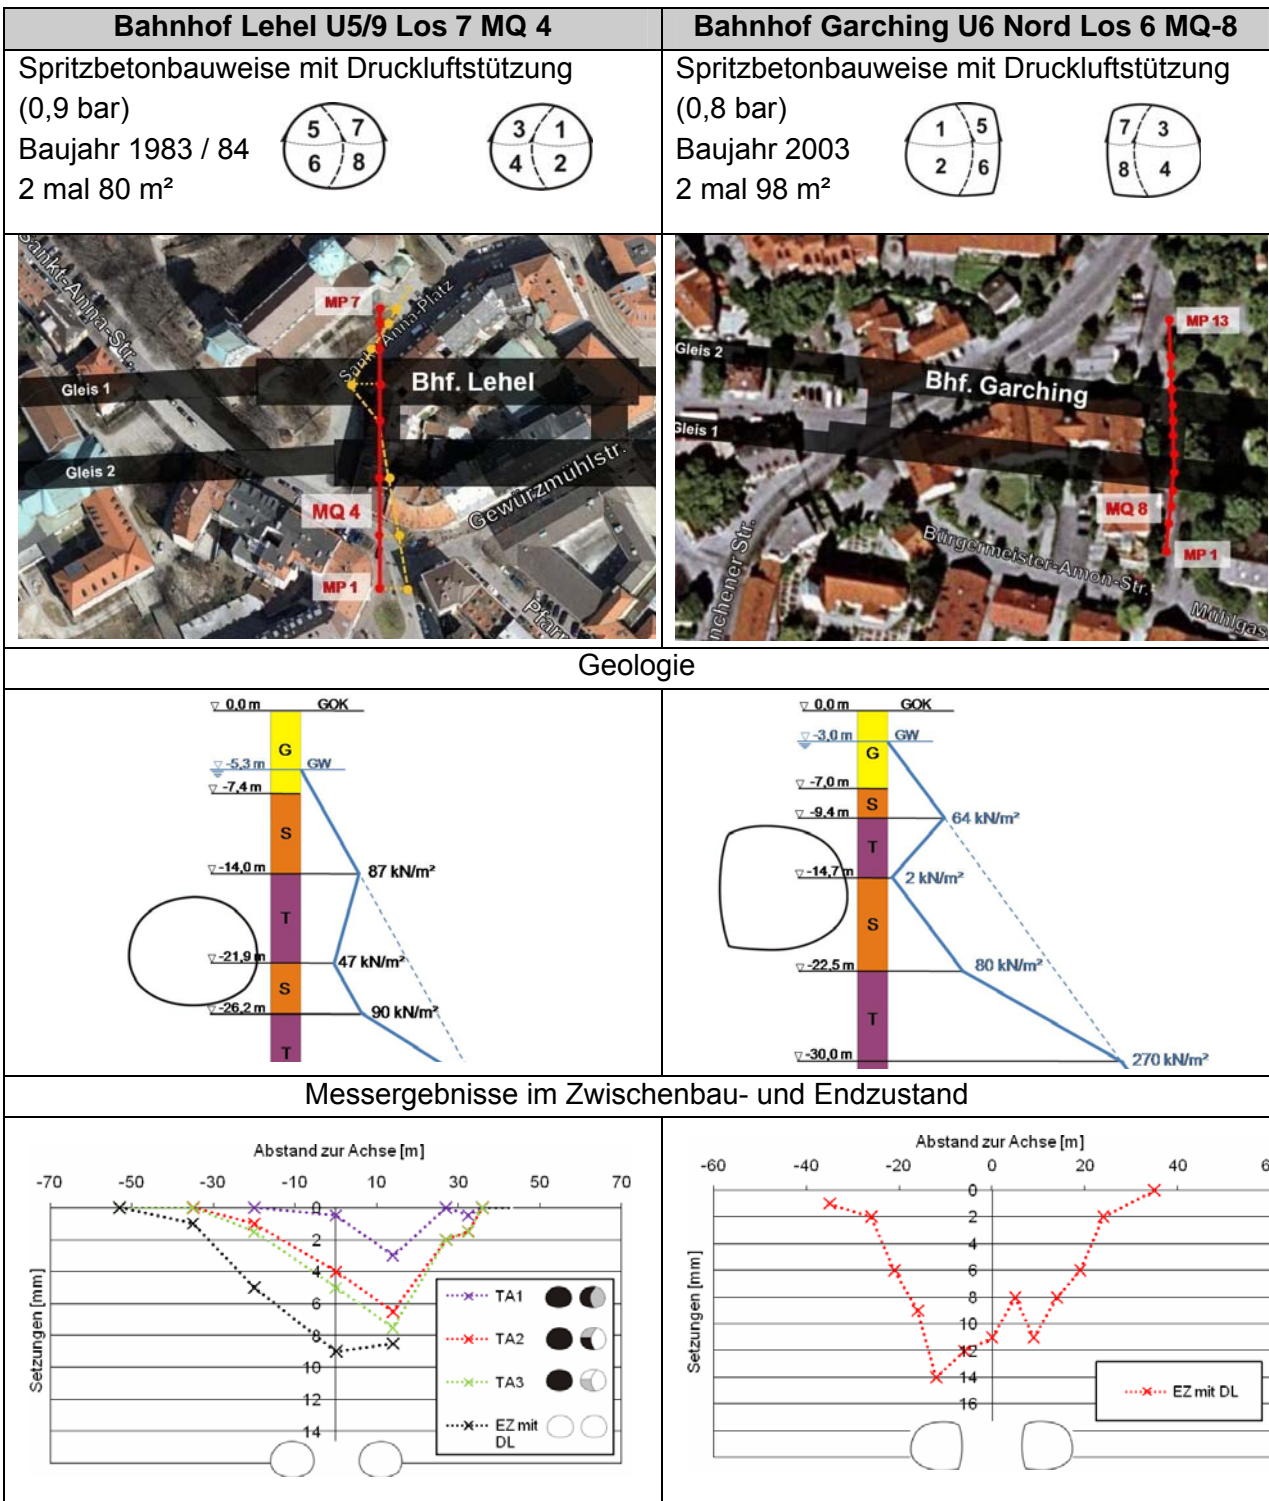 Bahnhof Lehel U5/9 Los 7 MQ 4
Spritzbetonbauweise mit Druckluftstützung
(0,9 bar)
Baujahr 1983 / 84
2 mal 80 m²
5 7
6 8
3 1
4 2
Bahnhof Garching U6 Nord Los 6 MQ-8
Spritzbetonbauweise mit Druckluftstützung
(0,8 bar)
Baujahr 2003
2 mal 98 m²
1 5
2 6
7 3
8 4
Sankt-Anna-Str.
MP 7
Sankt-Anna-Platz
Gleis 1
Bhf. Lehel
Gleis 2
MQ 4
Gewürzmühlstr.
MP 1
Pfarr
MP 13
Gleis 2
Bhf. Garching
Gleis 1
MQ 8
Bürgermeister-Amon-Str.
MP 1
nchener Str.
Mühlgas
Geologie
0,0 m GOK
G
-5,3 m GW
-7,4 m
S
-14,0 m 87 kN/m²
T
-21,9 m 47 kN/m²
S
-26,2 m 90 kN/m²
T
0,0 m GOK
-3,0 m GW
G
-7,0 m
S
-9,4 m 64 kN/m²
T
-14,7 m 2 kN/m²
S
-22,5 m 80 kN/m²
T
-30,0 m 270 kN/m²
Messergebnisse im Zwischenbau- und Endzustand
Abstand zur Achse [m]
-70 -50 -30 -10 10 30 50 70
0
2
4
6
8
10
12
14
Setzungen [mm]
TA1
TA2
TA3
EZ mit
DL
Abstand zur Achse [m]
-60 -40 -20 0 20 40 6
0
2
4
6
8
10
12
14
16
Setzungen [mm]
EZ mit DL